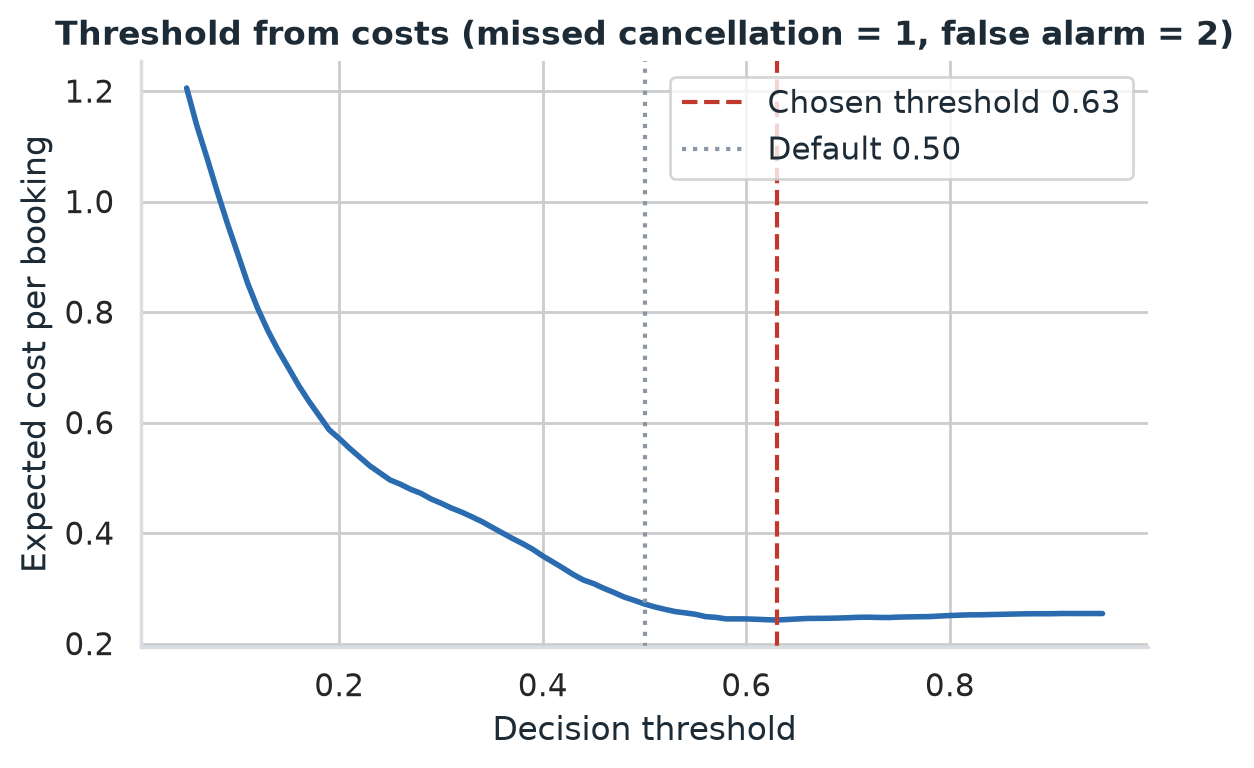 Threshold from costs (missed cancellation = 1, false alarm = 2)
Chosen threshold 0.63
Default 0.50
Expected cost per booking
1.2
1.0
0.8
0.6
0.4
0.2
0.2 0.4 0.6 0.8
Decision threshold